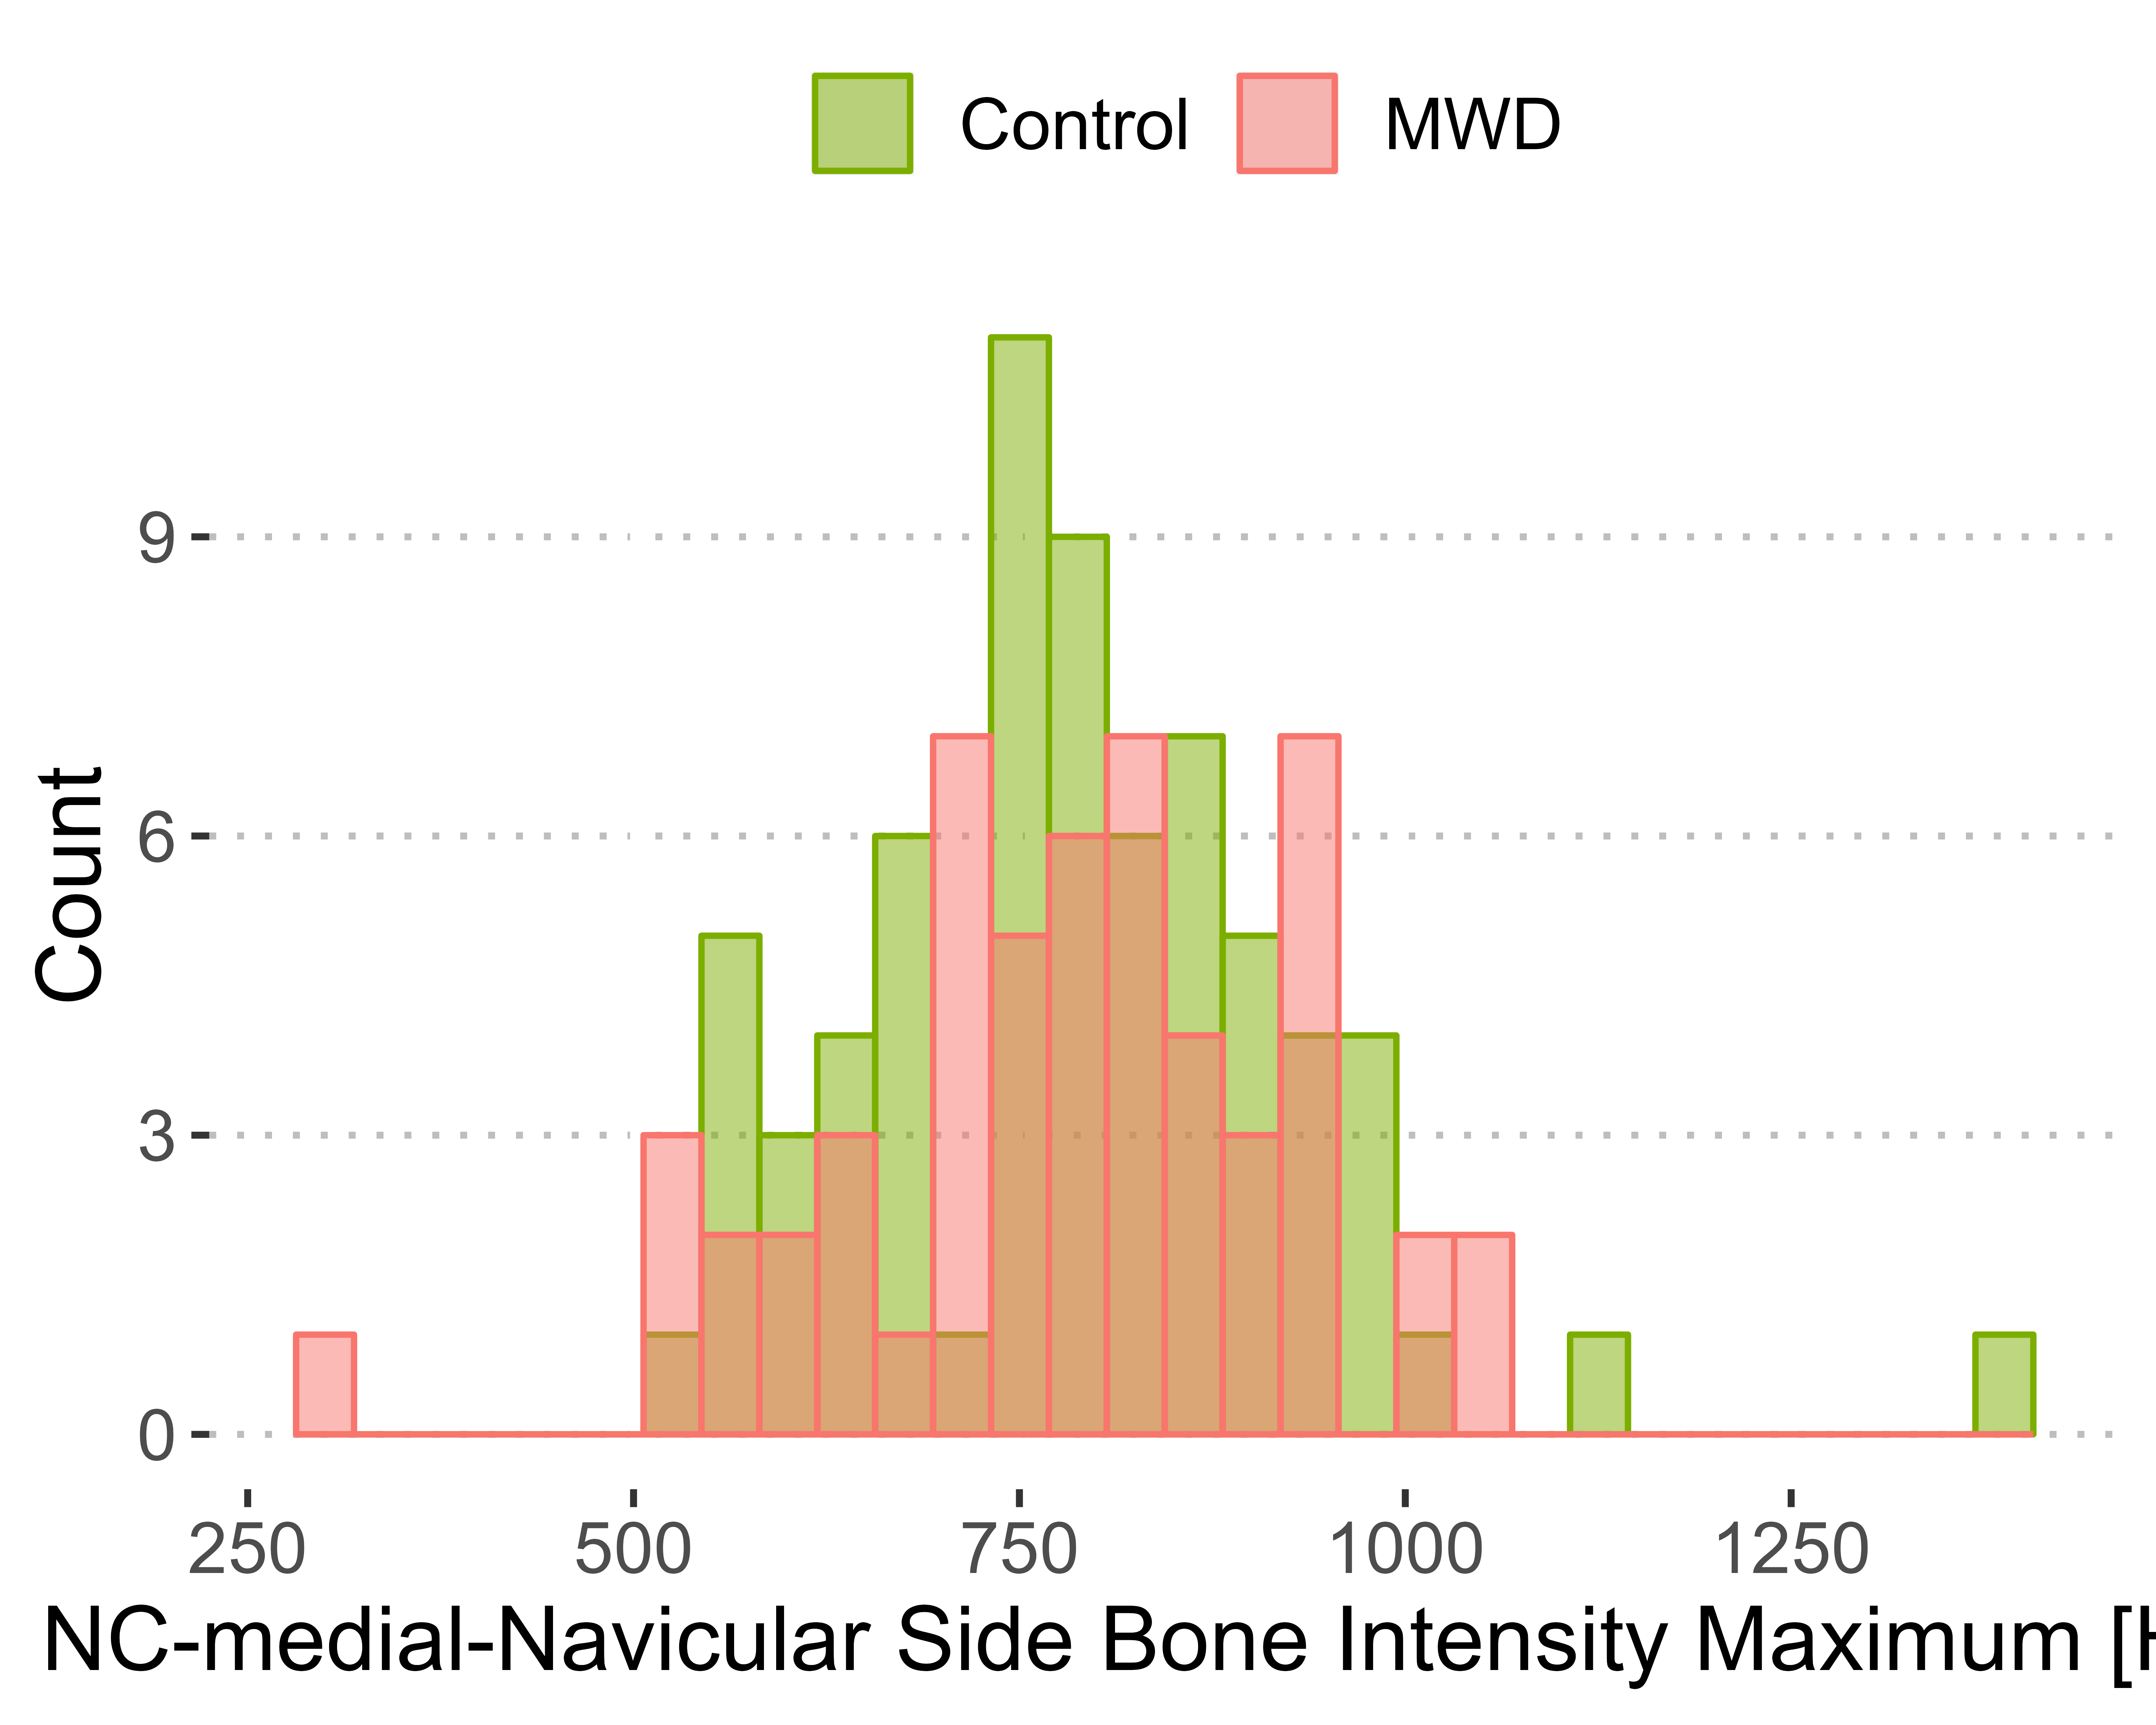 Control MWD
Count
9
6
3
0
250 500 750 1000 1250
NC-medial-Navicular Side Bone Intensity Maximum [H